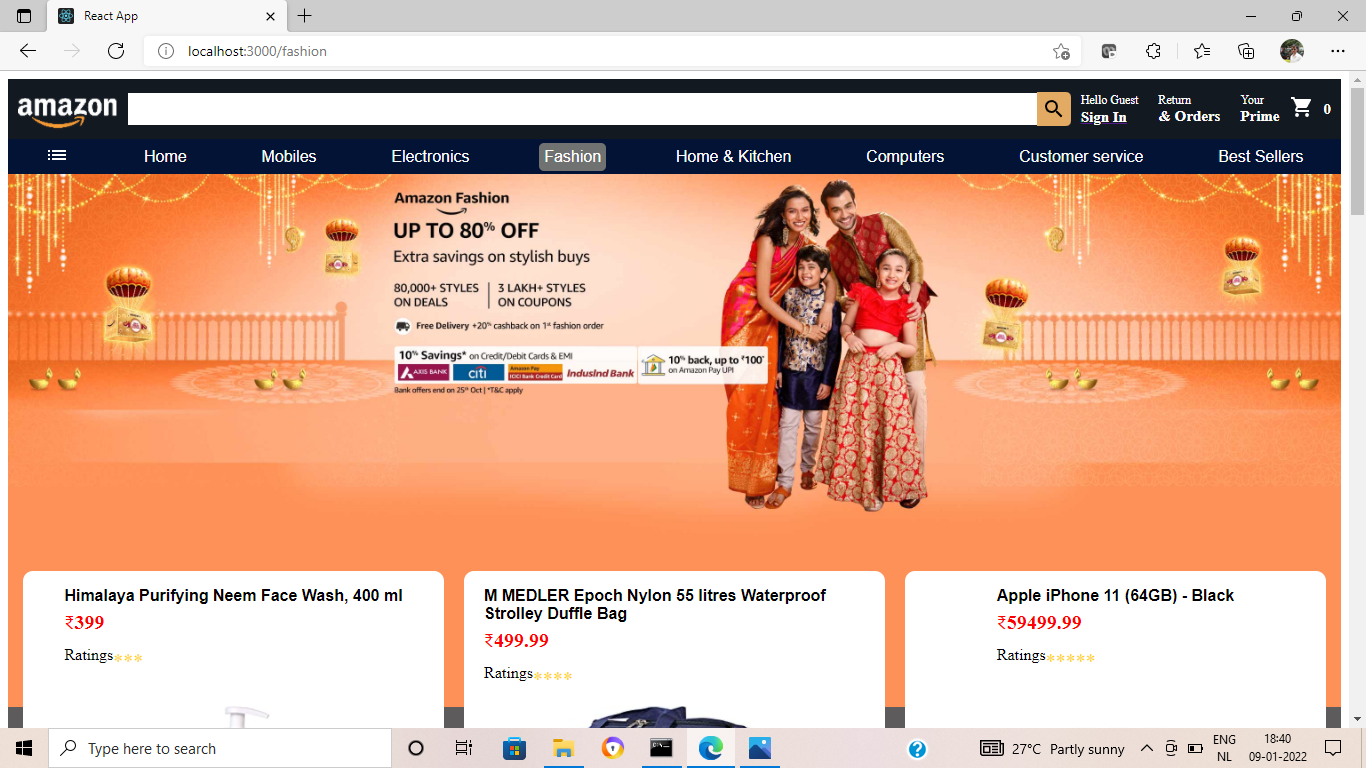 React App
localhost:3000/fashion
amazon
Hello Guest
Sign In
Return
& Orders
Your
Prime
0
Home
Mobiles
Electronics
Fashion
Home & Kitchen
Computers
Customer service
Best Sellers
Amazon Fashion
UP TO 80% OFF
Extra savings on stylish buys
80,000+ STYLES
ON DEALS
3 LAKH+ STYLES
ON COUPONS
Free Delivery +20% cashback on 1st fashion order
10% Savings* on Credit/Debit Cards & EMI
AXIS BANK
citi
Amazon Pay
ICICI Bank Credit Card
IndusInd Bank
10% back, up to ₹100*
on Amazon Pay UPI
Bank offers end on 25th Oct | *T&C apply
Himalaya Purifying Neem Face Wash, 400 ml
₹399
Ratings
M MEDLER Epoch Nylon 55 litres Waterproof
Strolley Duffle Bag
₹499.99
Ratings
Apple iPhone 11 (64GB) - Black
₹59499.99
Ratings
Type here to search
27°C Partly sunny
ENG
NL
18:40
09-01-2022